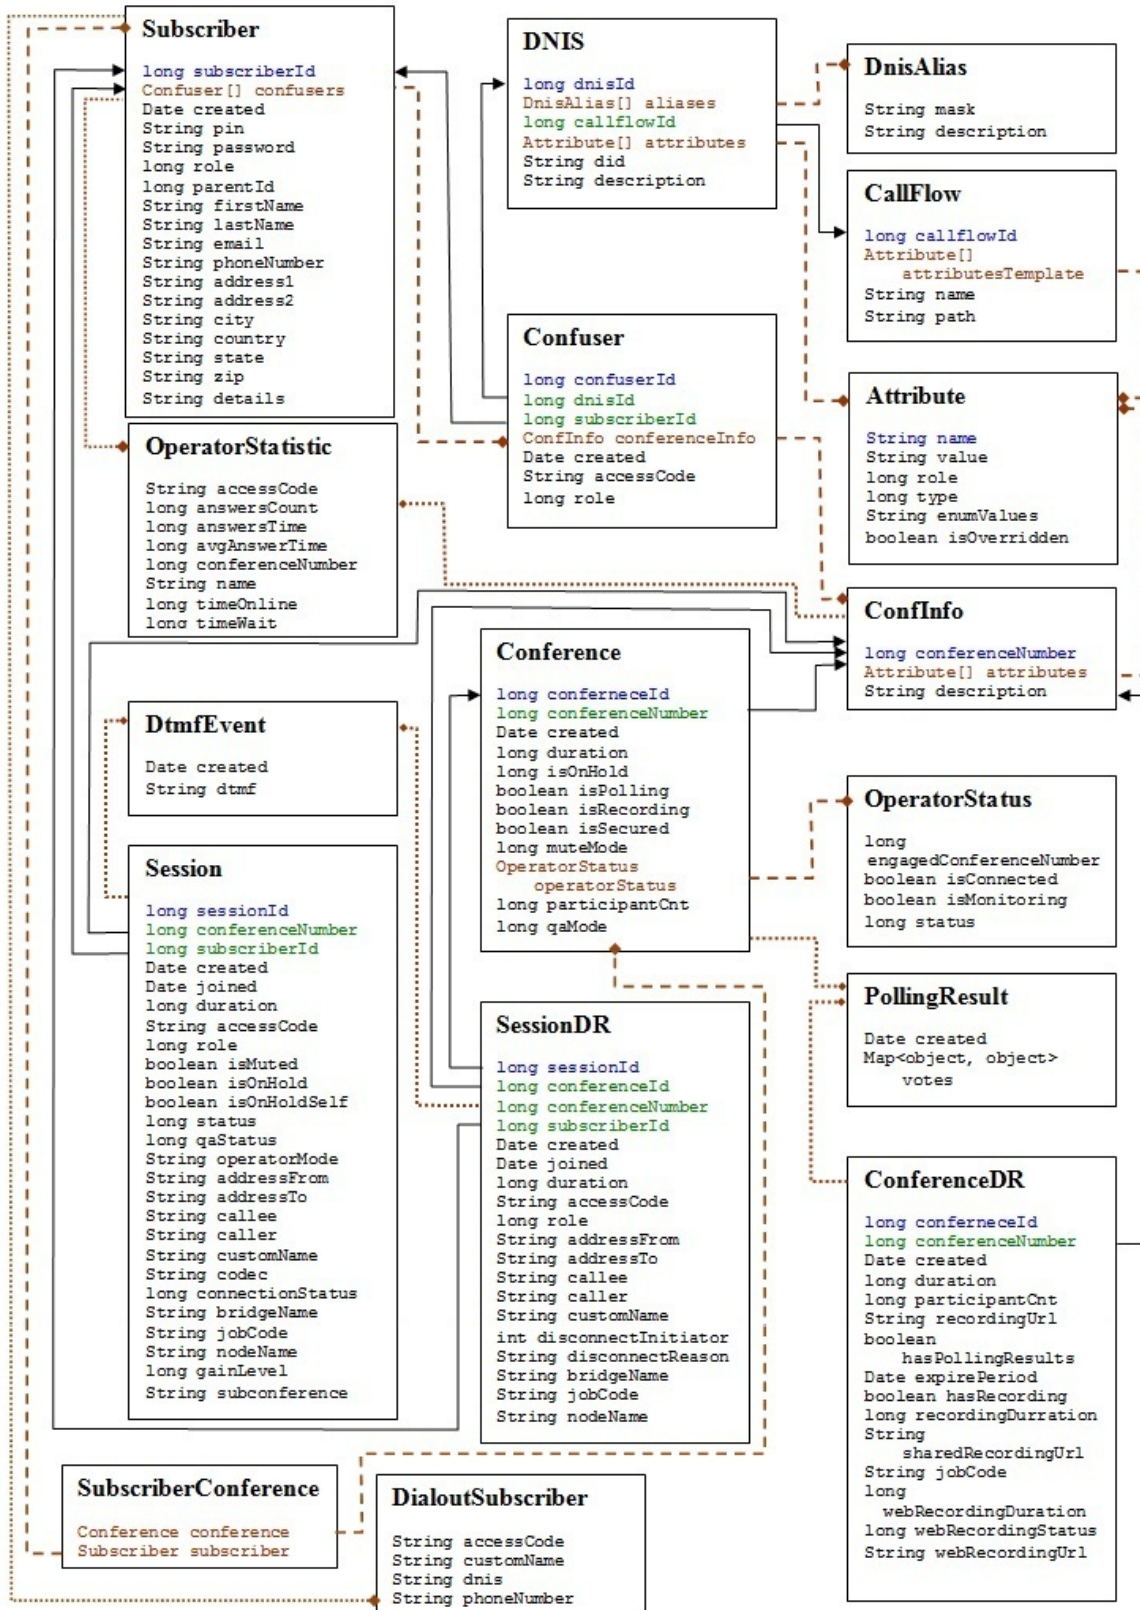 Subscriber
long subscriberId
Confuser[] confusers
Date created
String pin
String password
long role
long parentId
String firstName
String lastName
String email
String phoneNumber
String address1
String address2
String city
String country
String state
String zip
String details
OperatorStatistic
String accessCode
long answersCount
long answersTime
long avgAnswerTime
long conferenceNumber
String name
long timeOnline
long timeWait
DtmfEvent
Date created
String dtmf
Session
long sessionId
long conferenceNumber
long subscriberId
Date created
Date joined
long duration
String accessCode
long role
boolean isMuted
boolean isOnHold
boolean isOnHoldSelf
long status
long qaStatus
String operatorMode
String addressFrom
String addressTo
String callee
String caller
String customName
String codec
long connectionStatus
String bridgeName
String jobCode
String nodeName
long gainLevel
String subconference
SubscriberConference
Conference conference
Subscriber subscriber
DNIS
long dnisId
DnisAlias[] aliases
long callflowId
Attribute[] attributes
String did
String description
Confuser
long confuserId
long dnisId
long subscriberId
ConfInfo conferenceInfo
Date created
String accessCode
long role
Conference
long conferneceId
long conferenceNumber
Date created
long duration
long isOnHold
boolean isPolling
boolean isRecording
boolean isSecured
long muteMode
OperatorStatus
operatorStatus
long participantCnt
long qaMode
SessionDR
long sessionId
long conferenceId
long conferenceNumber
long subscriberId
Date created
Date joined
long duration
String accessCode
long role
String addressFrom
String addressTo
String callee
String caller
String customName
int disconnectInitiator
String disconnectReason
String bridgeName
String jobCode
String nodeName
DialoutSubscriber
String accessCode
String customName
String dnis
String phoneNumber
DnisAlias
String mask
String description
CallFlow
long callflowId
Attribute[]
attributesTemplate
String name
String path
Attribute
String name
String value
long role
long type
String enumValues
boolean isOverridden
ConfInfo
long conferenceNumber
Attribute[] attributes
String description
OperatorStatus
long
engagedConferenceNumber
boolean isConnected
boolean isMonitoring
long status
PollingResult
Date created
Map<object, object>
votes
ConferenceDR
long conferneceId
long conferenceNumber
Date created
long duration
long participantCnt
String recordingUrl
boolean
hasPollingResults
Date expirePeriod
boolean hasRecording
long recordingDurration
String
sharedRecordingUrl
String jobCode
long
webRecordingDuration
long webRecordingStatus
String webRecordingUrl